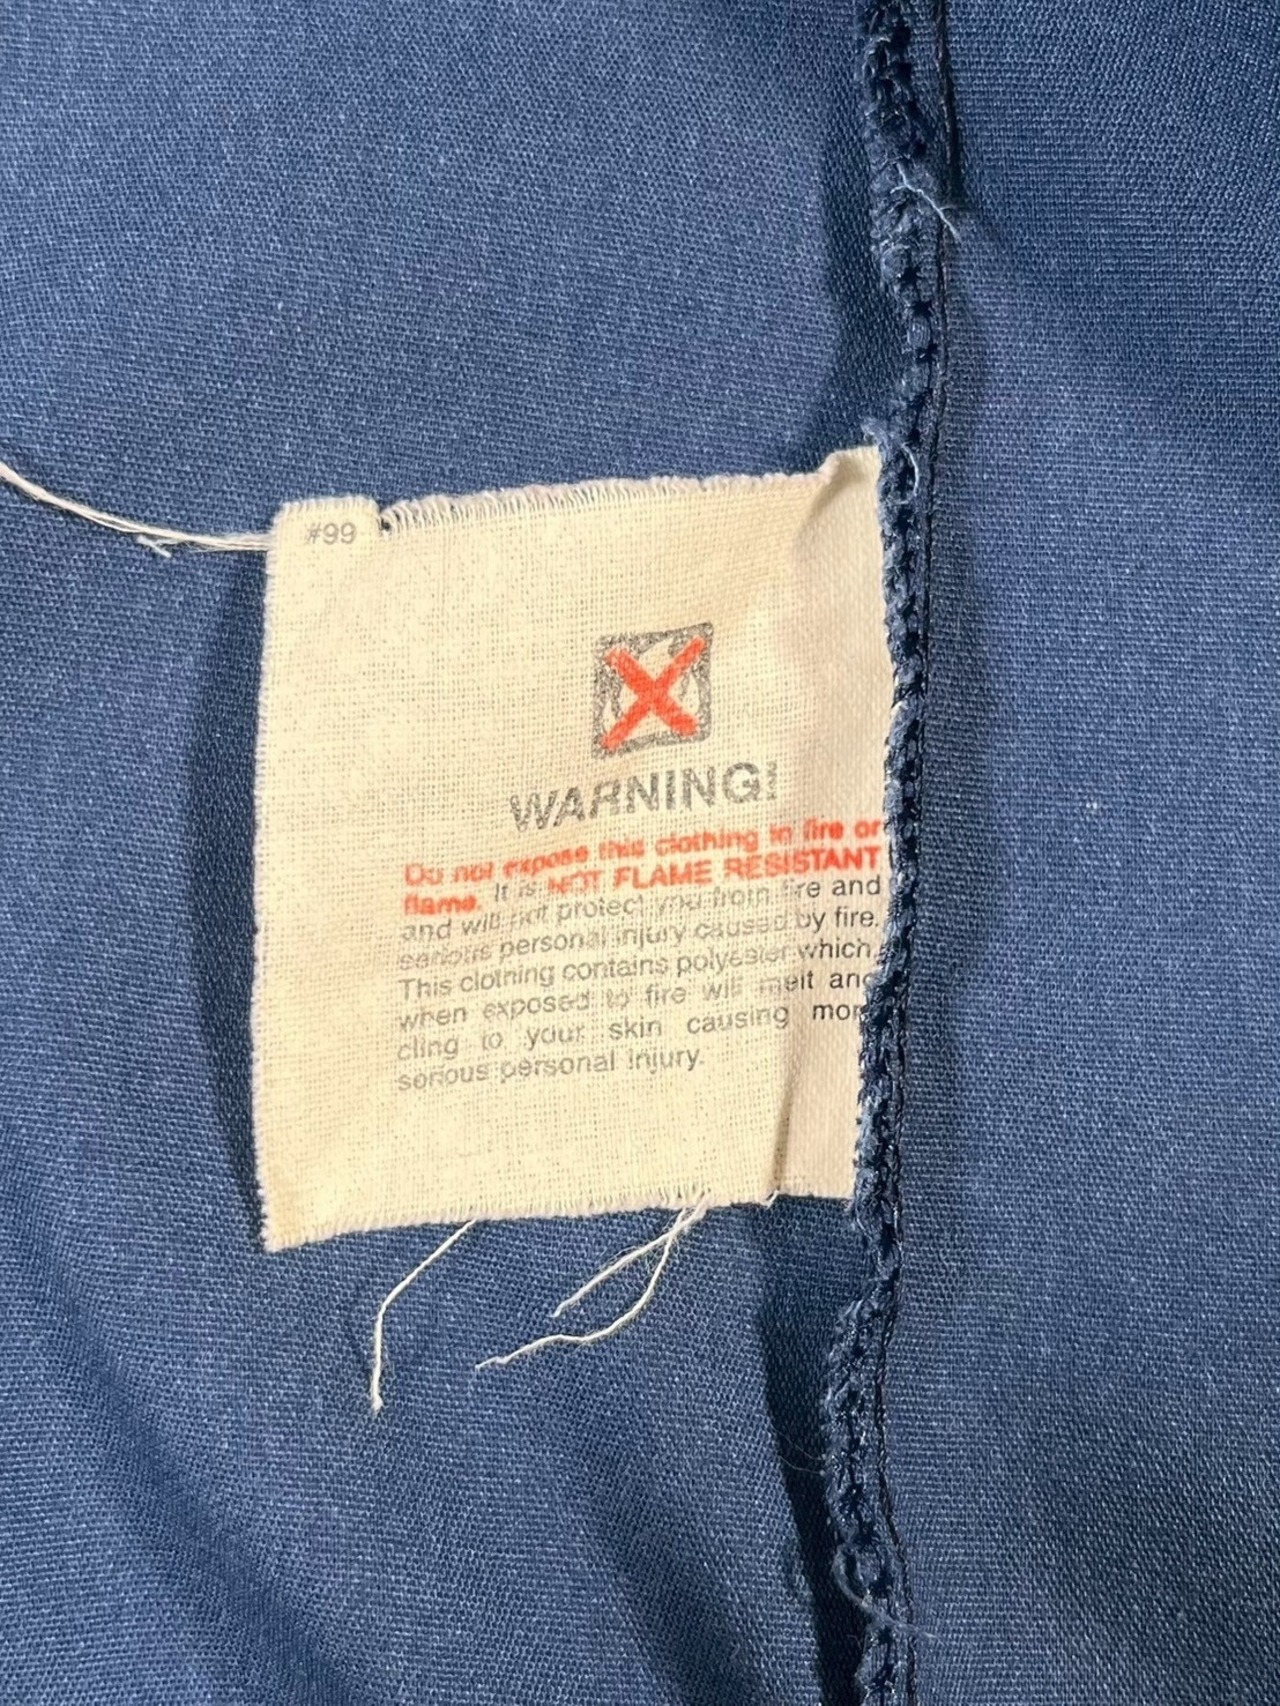 #99
WARNING!
Do not expose this clothing to fire or
flame. It is NOT FLAME RESISTANT
and will not protect you from fire and
serious personal injury caused by fire.
This clothing contains polyester which,
when exposed to fire will melt and
cling to your skin causing mor
serious personal injury.